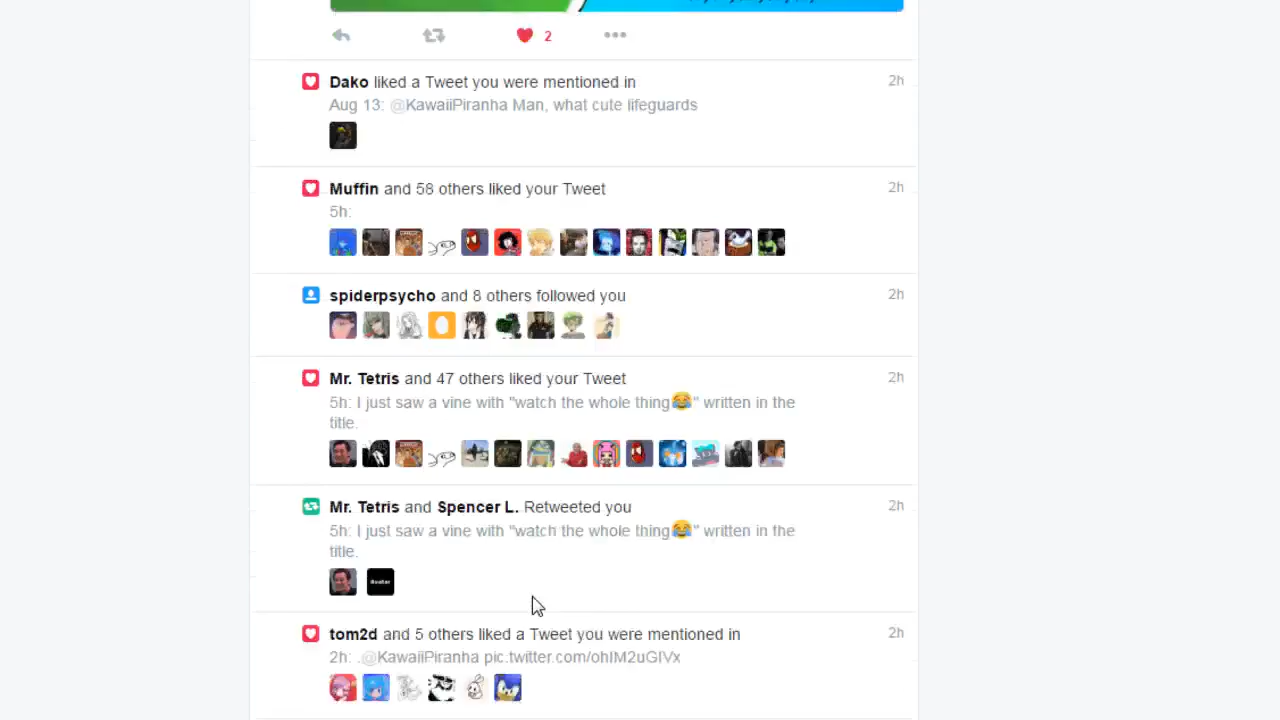 2
Dako liked a Tweet you were mentioned in 2h
Aug 13: @KawaiiPiranha Man, what cute lifeguards
Muffin and 58 others liked your Tweet 2h
5h:
spiderpsycho and 8 others followed you 2h
Mr. Tetris and 47 others liked your Tweet 2h
5h: I just saw a vine with "watch the whole thing😂" written in the
title.
Mr. Tetris and Spencer L. Retweeted you 2h
5h: I just saw a vine with "watch the whole thing😂" written in the
title.
tom2d and 5 others liked a Tweet you were mentioned in 2h
2h: .@KawaiiPiranha